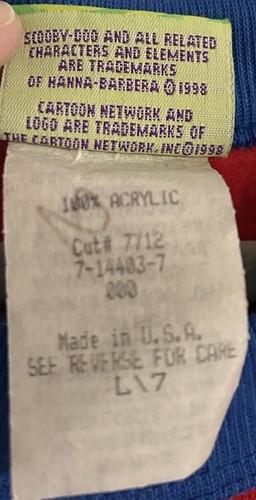 SCOOBY-DOO AND ALL RELATED
CHARACTERS AND ELEMENTS
ARE TRADEMARKS
OF HANNA-BARBERA ©1998
CARTOON NETWORK AND
LOGO ARE TRADEMARKS OF
THE CARTOON NETWORK, INC©1998
100% ACRYLIC
Cut# 7712
7-14403-7
000
Made in U.S.A.
SEE REVERSE FOR CARE
L\7